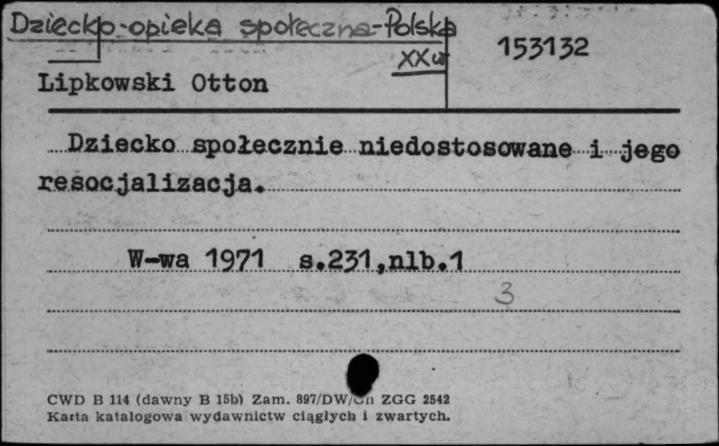 Dziecko-opieka społeczna-Polska
XXw
153132
Lipkowski Otton
Dziecko społecznie niedostosowane i jego
resocjalizacja.
W-wa 1971 s.231,nlb.1
3
CWD B 114 (dawny B 15b) Zam. 897/DW/ ZGG 2542
Karta katalogowa wydawnictw ciągłych i zwartych.